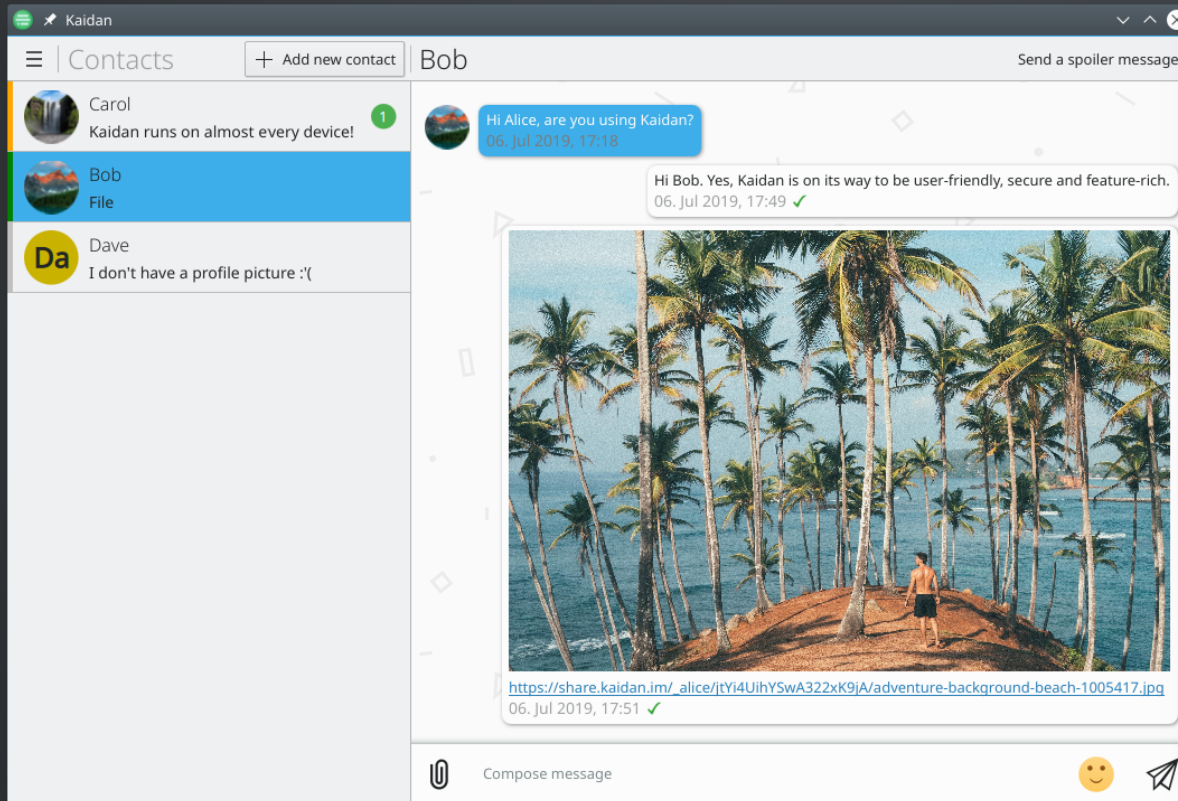 Kaidan
Contacts
Add new contact
Bob
Send a spoiler message
Carol
Kaidan runs on almost every device!
1
Bob
File
Da
Dave
I don't have a profile picture :'(
Hi Alice, are you using Kaidan?
06. Jul 2019, 17:18
Hi Bob. Yes, Kaidan is on its way to be user-friendly, secure and feature-rich.
06. Jul 2019, 17:49 ✓
https://share.kaidan.im/_alice/jtYi4UihYSwA322xK9jA/adventure-background-beach-1005417.jpg
06. Jul 2019, 17:51 ✓
Compose message